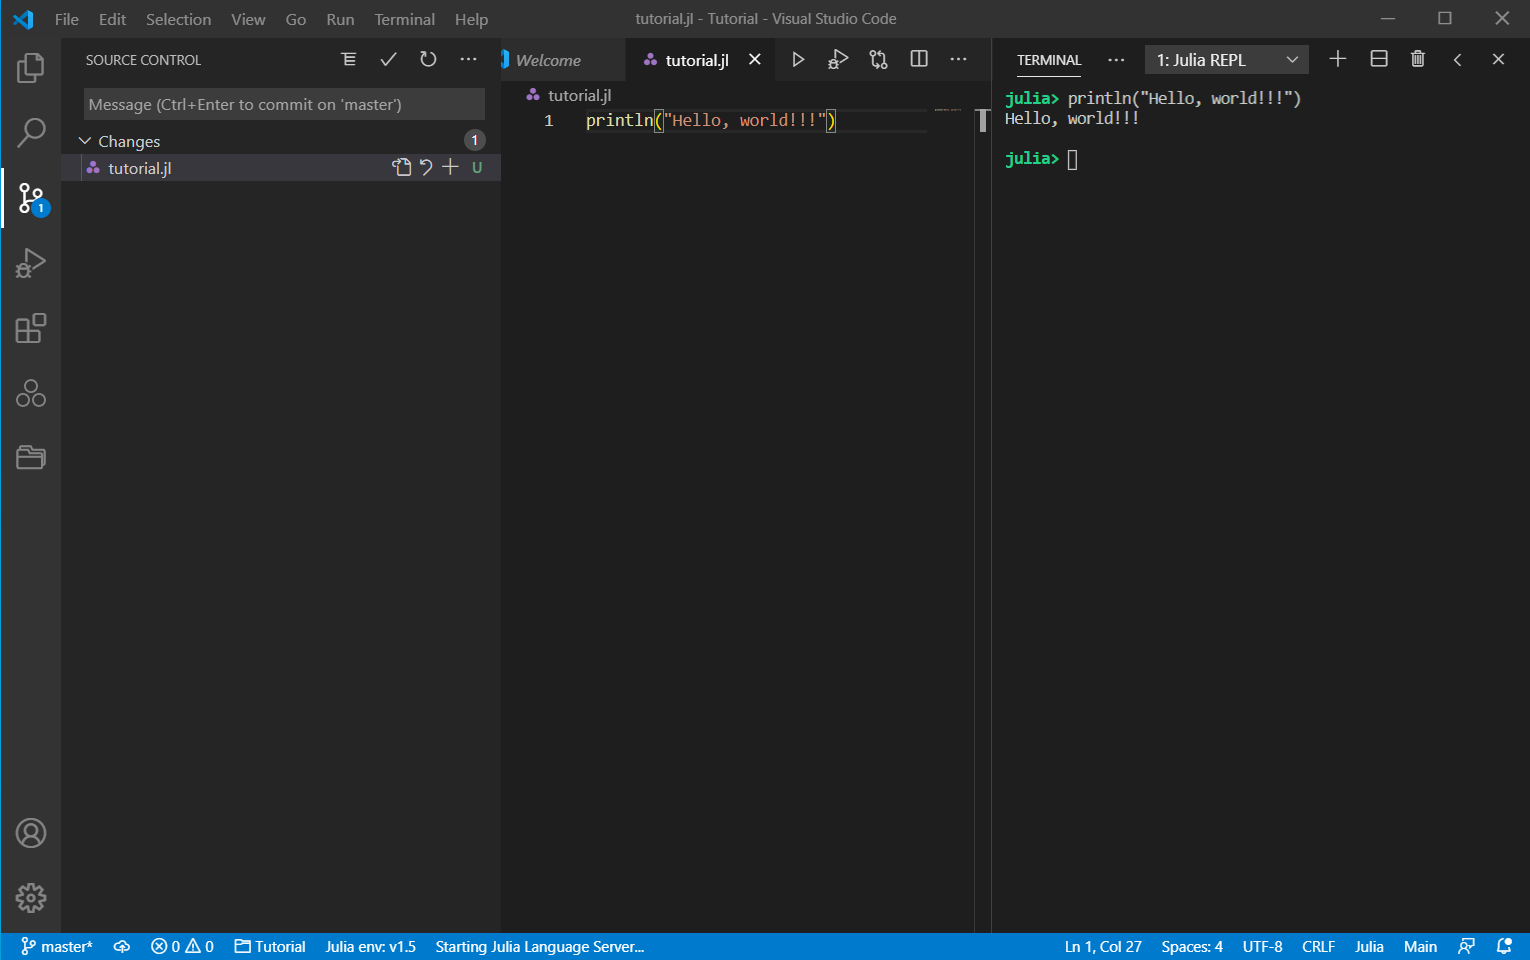 File Edit Selection View Go Run Terminal Help
tutorial.jl - Tutorial - Visual Studio Code
SOURCE CONTROL
Message (Ctrl+Enter to commit on 'master')
Changes 1
tutorial.jl U
1
Welcome tutorial.jl
tutorial.jl
1 println("Hello, world!!!")
TERMINAL 1: Julia REPL
julia> println("Hello, world!!!")
Hello, world!!!
julia>
master* 0 0 Tutorial Julia env: v1.5 Starting Julia Language Server... Ln 1, Col 27 Spaces: 4 UTF-8 CRLF Julia Main